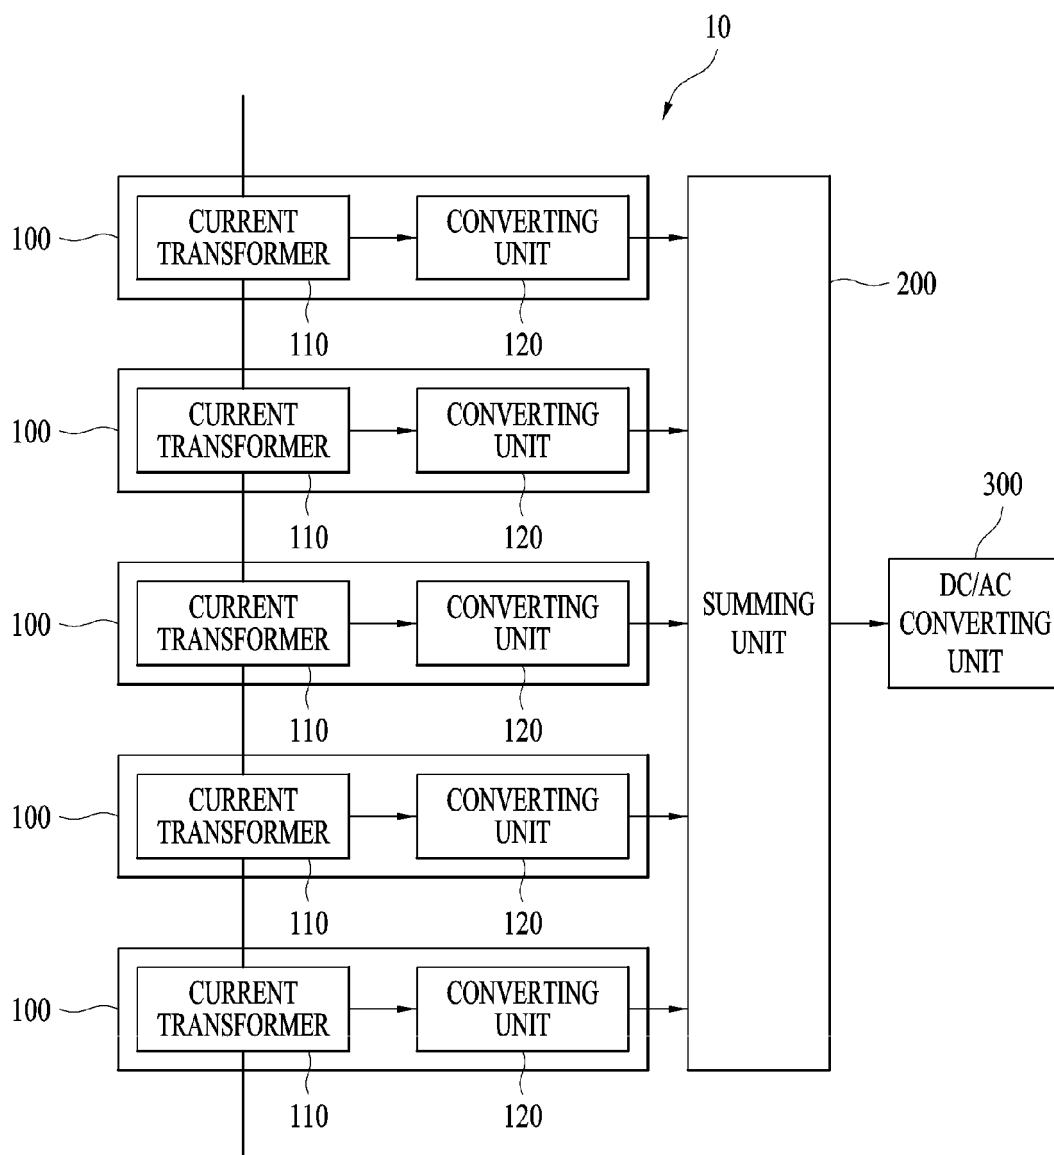 10
100
CURRENT
TRANSFORMER
CONVERTING
UNIT
110
120
200
100
CURRENT
TRANSFORMER
CONVERTING
UNIT
110
120
300
100
CURRENT
TRANSFORMER
CONVERTING
UNIT
110
120
SUMMING
UNIT
DC/AC
CONVERTING
UNIT
100
CURRENT
TRANSFORMER
CONVERTING
UNIT
110
120
100
CURRENT
TRANSFORMER
CONVERTING
UNIT
110
120